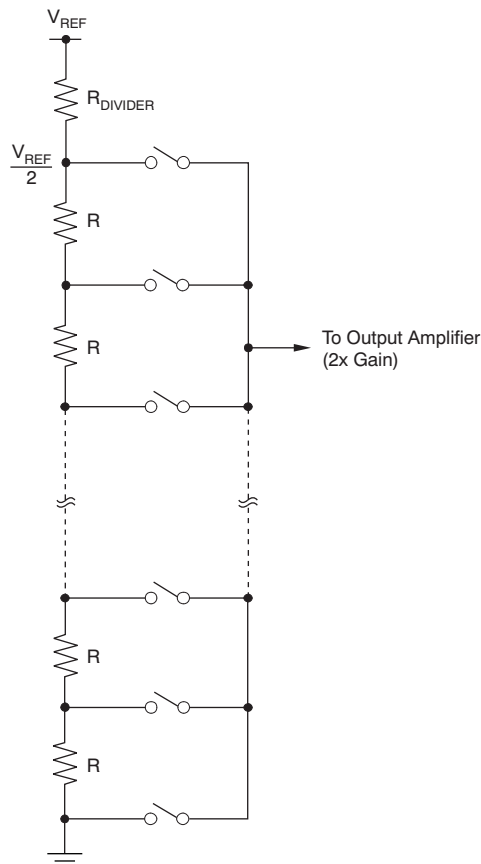 VREF
RDIVIDER
VREF
2
R
R
To Output Amplifier
(2x Gain)
R
R